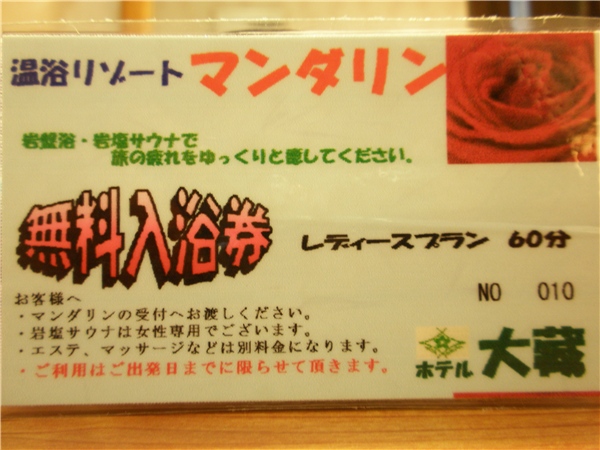 温浴リゾート マンダリン
岩盤浴・岩塩サウナで
旅の疲れをゆっくりと癒してください。
無料入浴券 レディースプラン 60分
NO 010
お客様へ
・マンダリンの受付へお渡しください。
・岩塩サウナは女性専用でございます。
・エステ、マッサージなどは別料金になります。
・ご利用はご出発日までに限らせて頂きます。
ホテル 大蔵